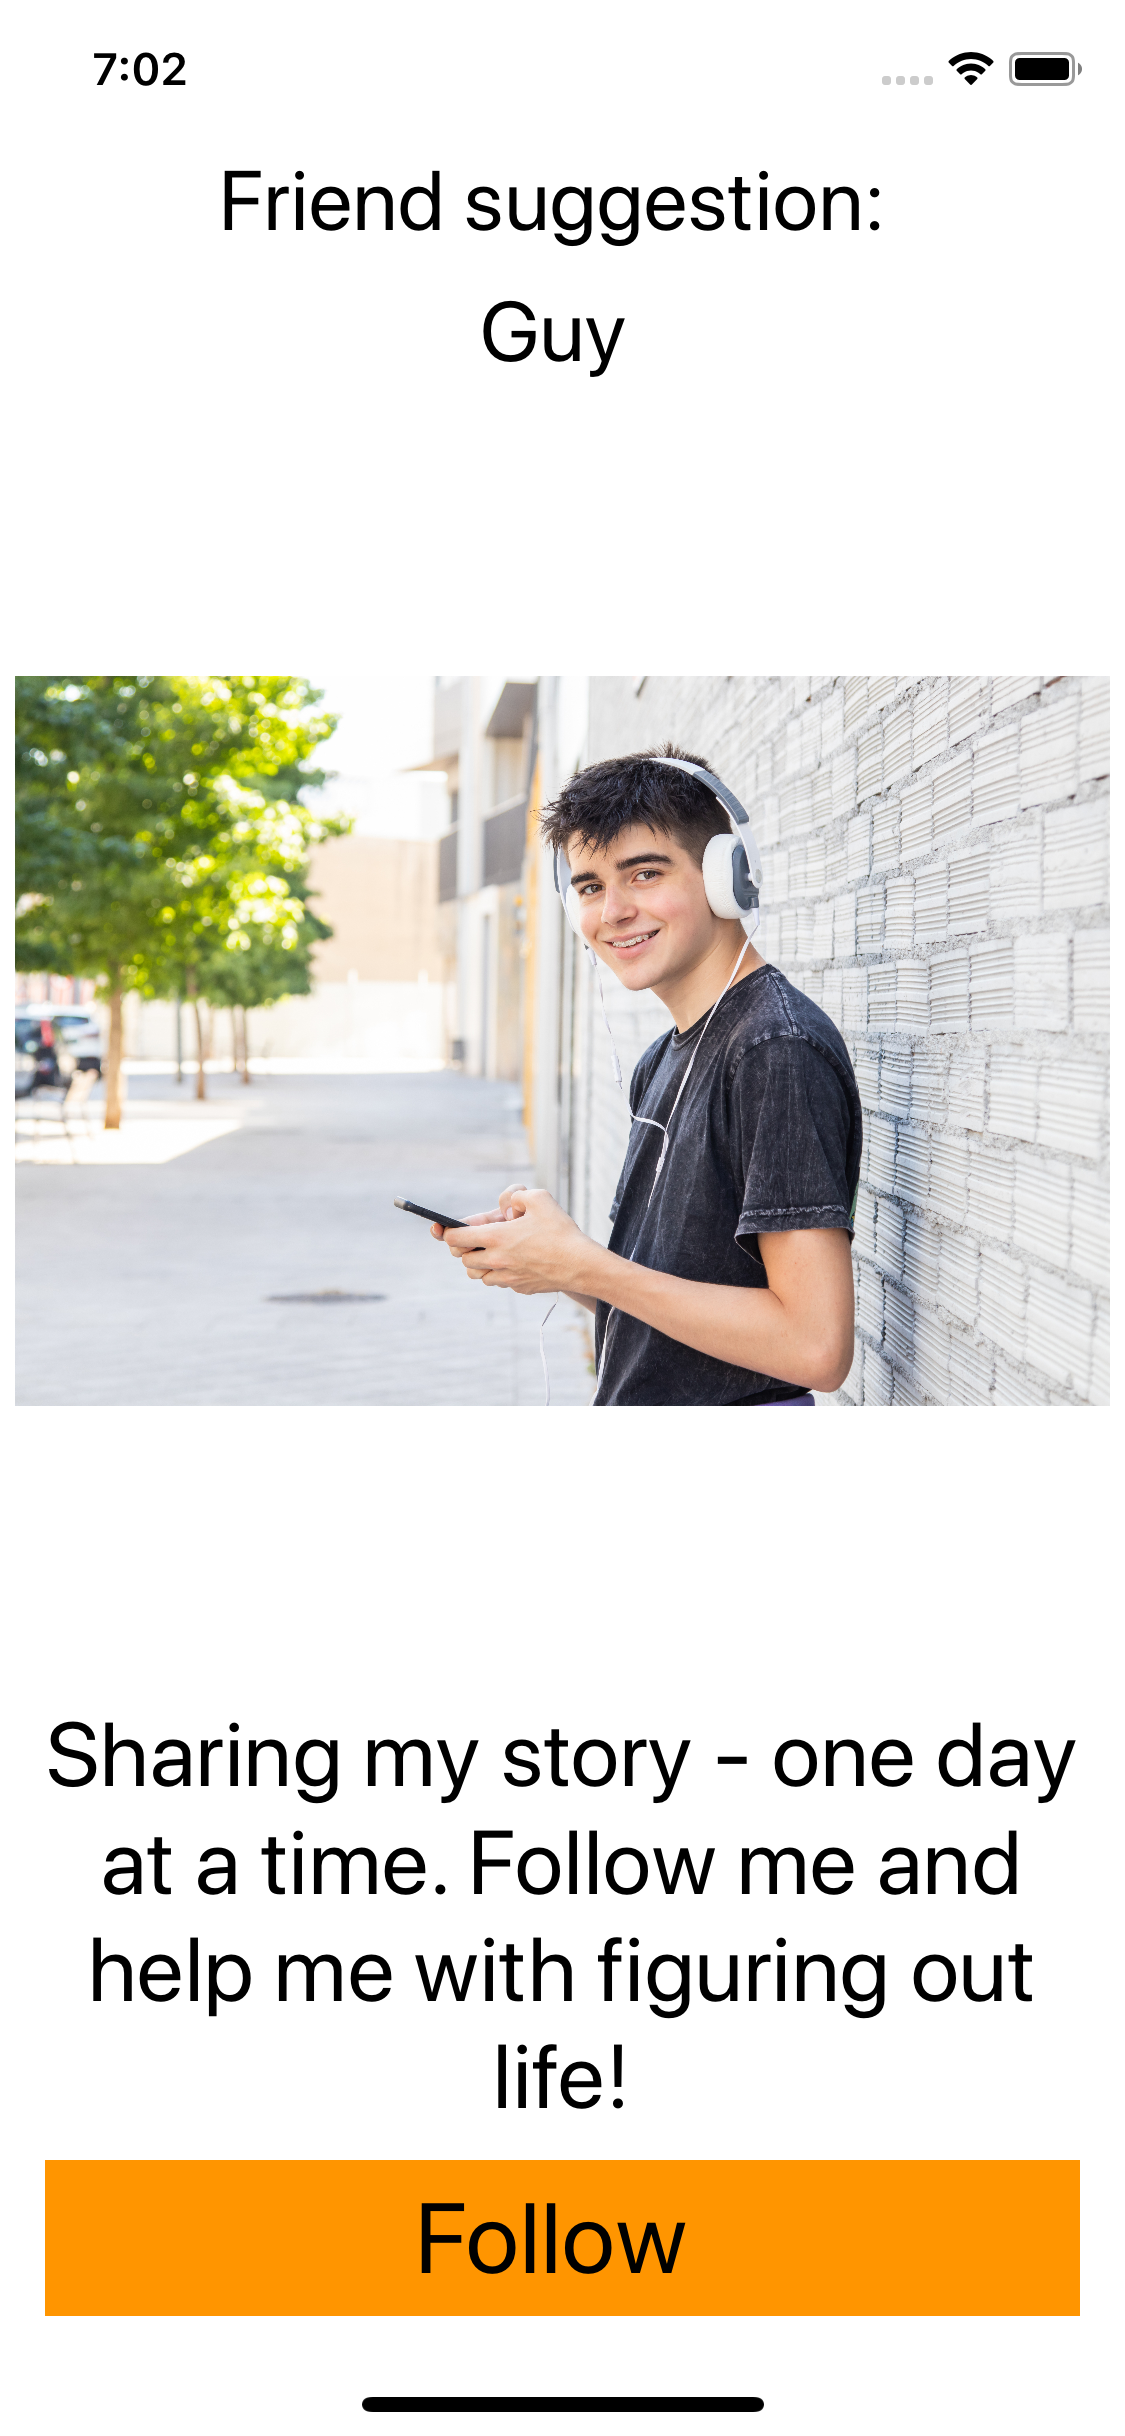 7:02
Friend suggestion:
Guy
Sharing my story - one day
at a time. Follow me and
help me with figuring out
life!
Follow